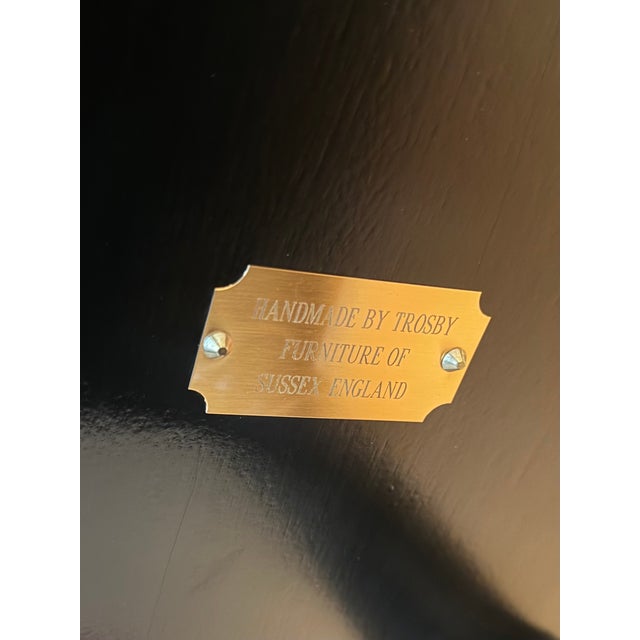 HANDMADE BY TROSBY
FURNITURE OF
SUSSEX ENGLAND